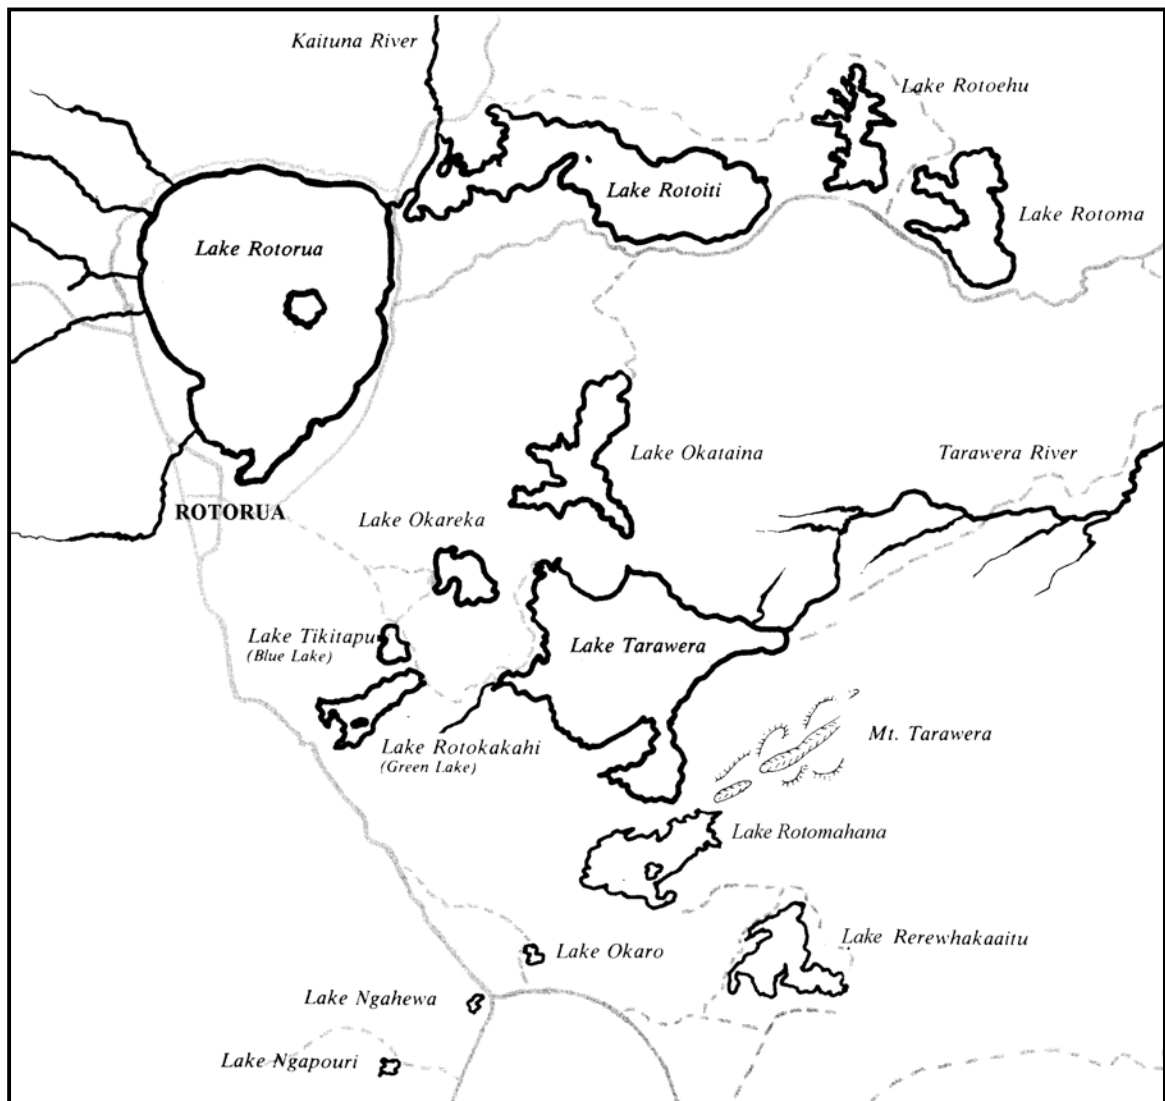 Kaituna River
Lake Rotoehu
Lake Rotoiti
Lake Rotoma
Lake Rotorua
Lake Okataina
Tarawera River
ROTORUA
Lake Okareka
Lake Tikitapu
(Blue Lake)
Lake Tarawera
Lake Rotokakahi
(Green Lake)
Mt. Tarawera
Lake Rotomahana
Lake Rerewhakaaitu
Lake Okaro
Lake Ngahewa
Lake Ngapouri